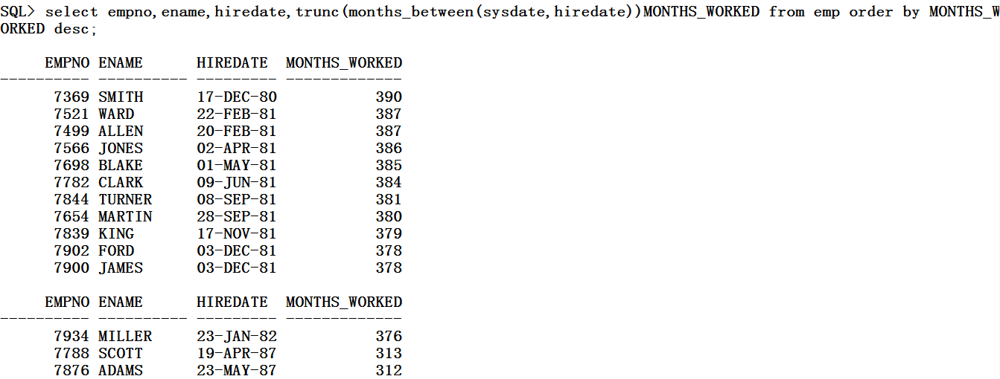 SQL> select empno,ename,hiredate,trunc(months_between(sysdate,hiredate))MONTHS_WORKED from emp order by MONTHS_W
ORKED desc;
EMPNO ENAME HIREDATE MONTHS_WORKED
---------- ---------- --------- -------------
7369 SMITH 17-DEC-80 390
7521 WARD 22-FEB-81 387
7499 ALLEN 20-FEB-81 387
7566 JONES 02-APR-81 386
7698 BLAKE 01-MAY-81 385
7782 CLARK 09-JUN-81 384
7844 TURNER 08-SEP-81 381
7654 MARTIN 28-SEP-81 380
7839 KING 17-NOV-81 379
7902 FORD 03-DEC-81 378
7900 JAMES 03-DEC-81 378
EMPNO ENAME HIREDATE MONTHS_WORKED
---------- ---------- --------- -------------
7934 MILLER 23-JAN-82 376
7788 SCOTT 19-APR-87 313
7876 ADAMS 23-MAY-87 312